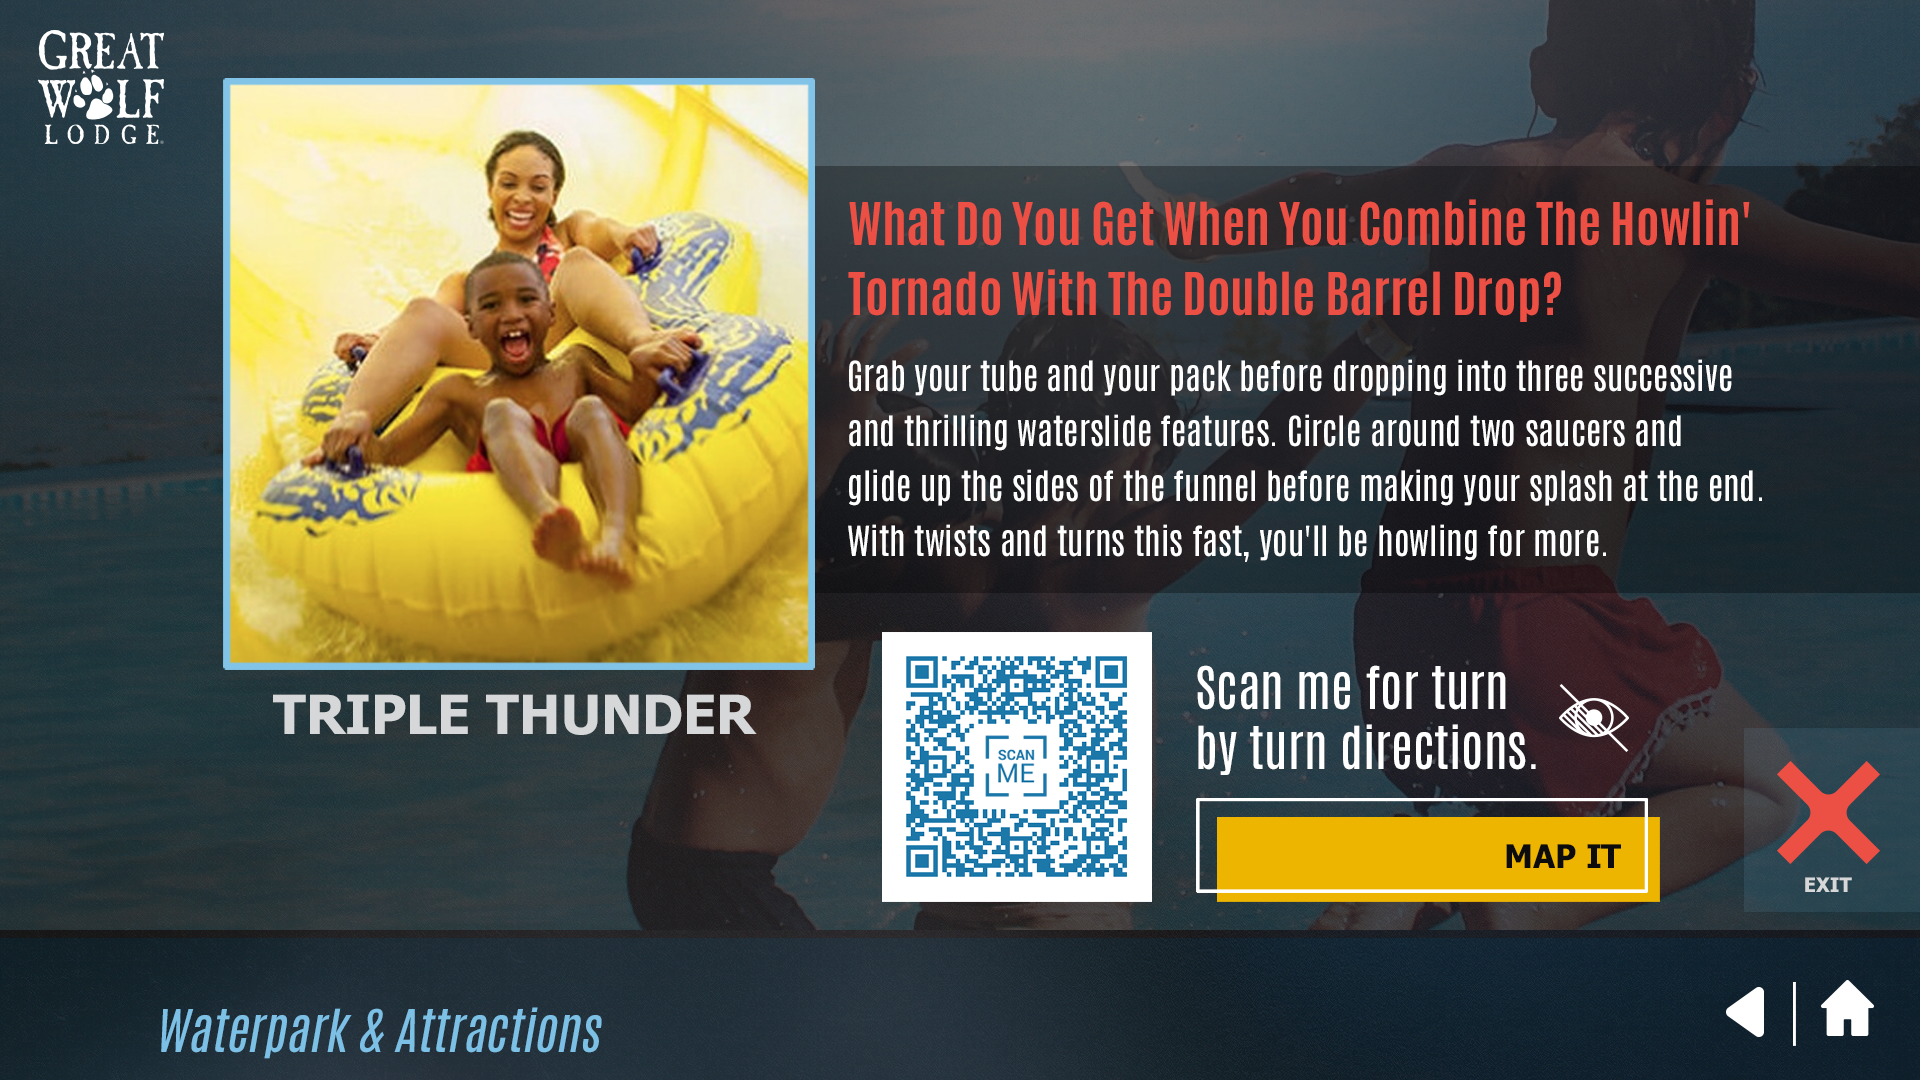 GREAT
WOLF
LODGE
What Do You Get When You Combine The Howlin'
Tornado With The Double Barrel Drop?
Grab your tube and your pack before dropping into three successive
and thrilling waterslide features. Circle around two saucers and
glide up the sides of the funnel before making your splash at the end.
With twists and turns this fast, you'll be howling for more.
TRIPLE THUNDER
SCAN
ME
Scan me for turn
by turn directions.
MAP IT
EXIT
Waterpark & Attractions